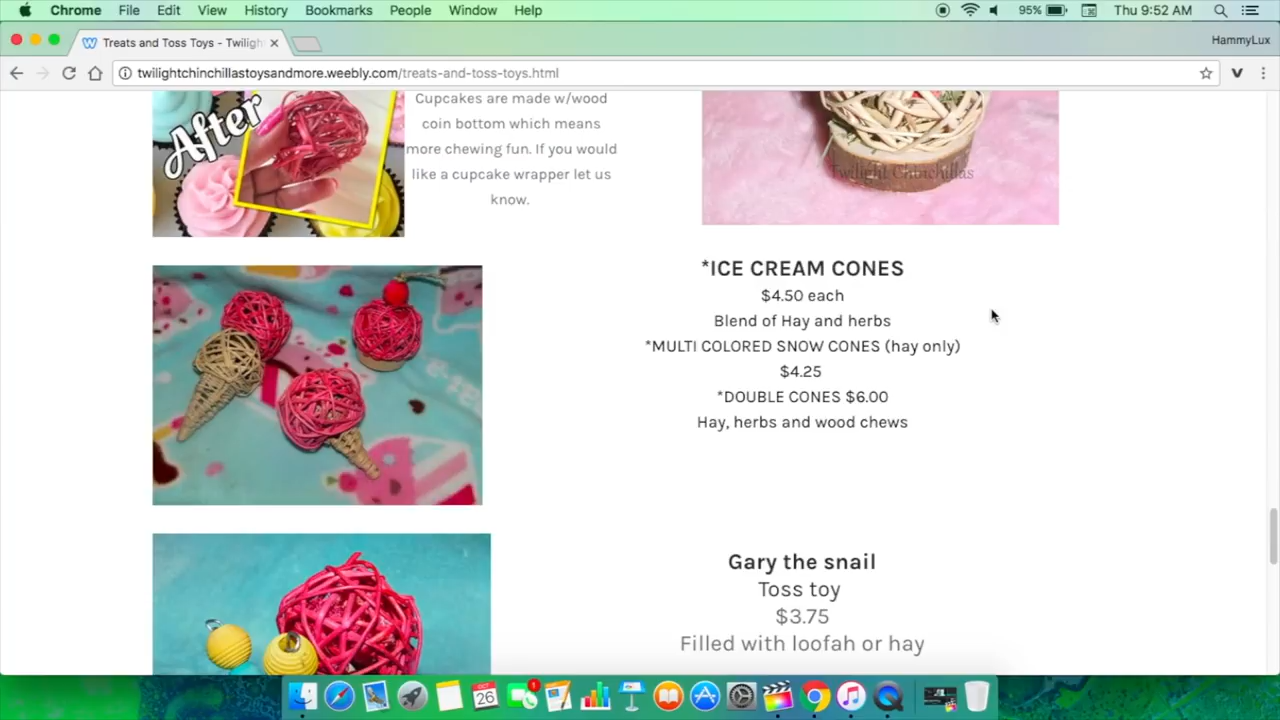 Chrome File Edit View History Bookmarks People Window Help 95% Thu 9:52 AM
Treats and Toss Toys - Twiligh
HammyLux
twilightchinchillastoysandmore.weebly.com/treats-and-toss-toys.html
After
Cupcakes are made w/wood
coin bottom which means
more chewing fun. If you would
like a cupcake wrapper let us
know.
Twilight Chinchillas
*ICE CREAM CONES
$4.50 each
Blend of Hay and herbs
*MULTI COLORED SNOW CONES (hay only)
$4.25
*DOUBLE CONES $6.00
Hay, herbs and wood chews
Gary the snail
Toss toy
$3.75
Filled with loofah or hay
OCT
26
1